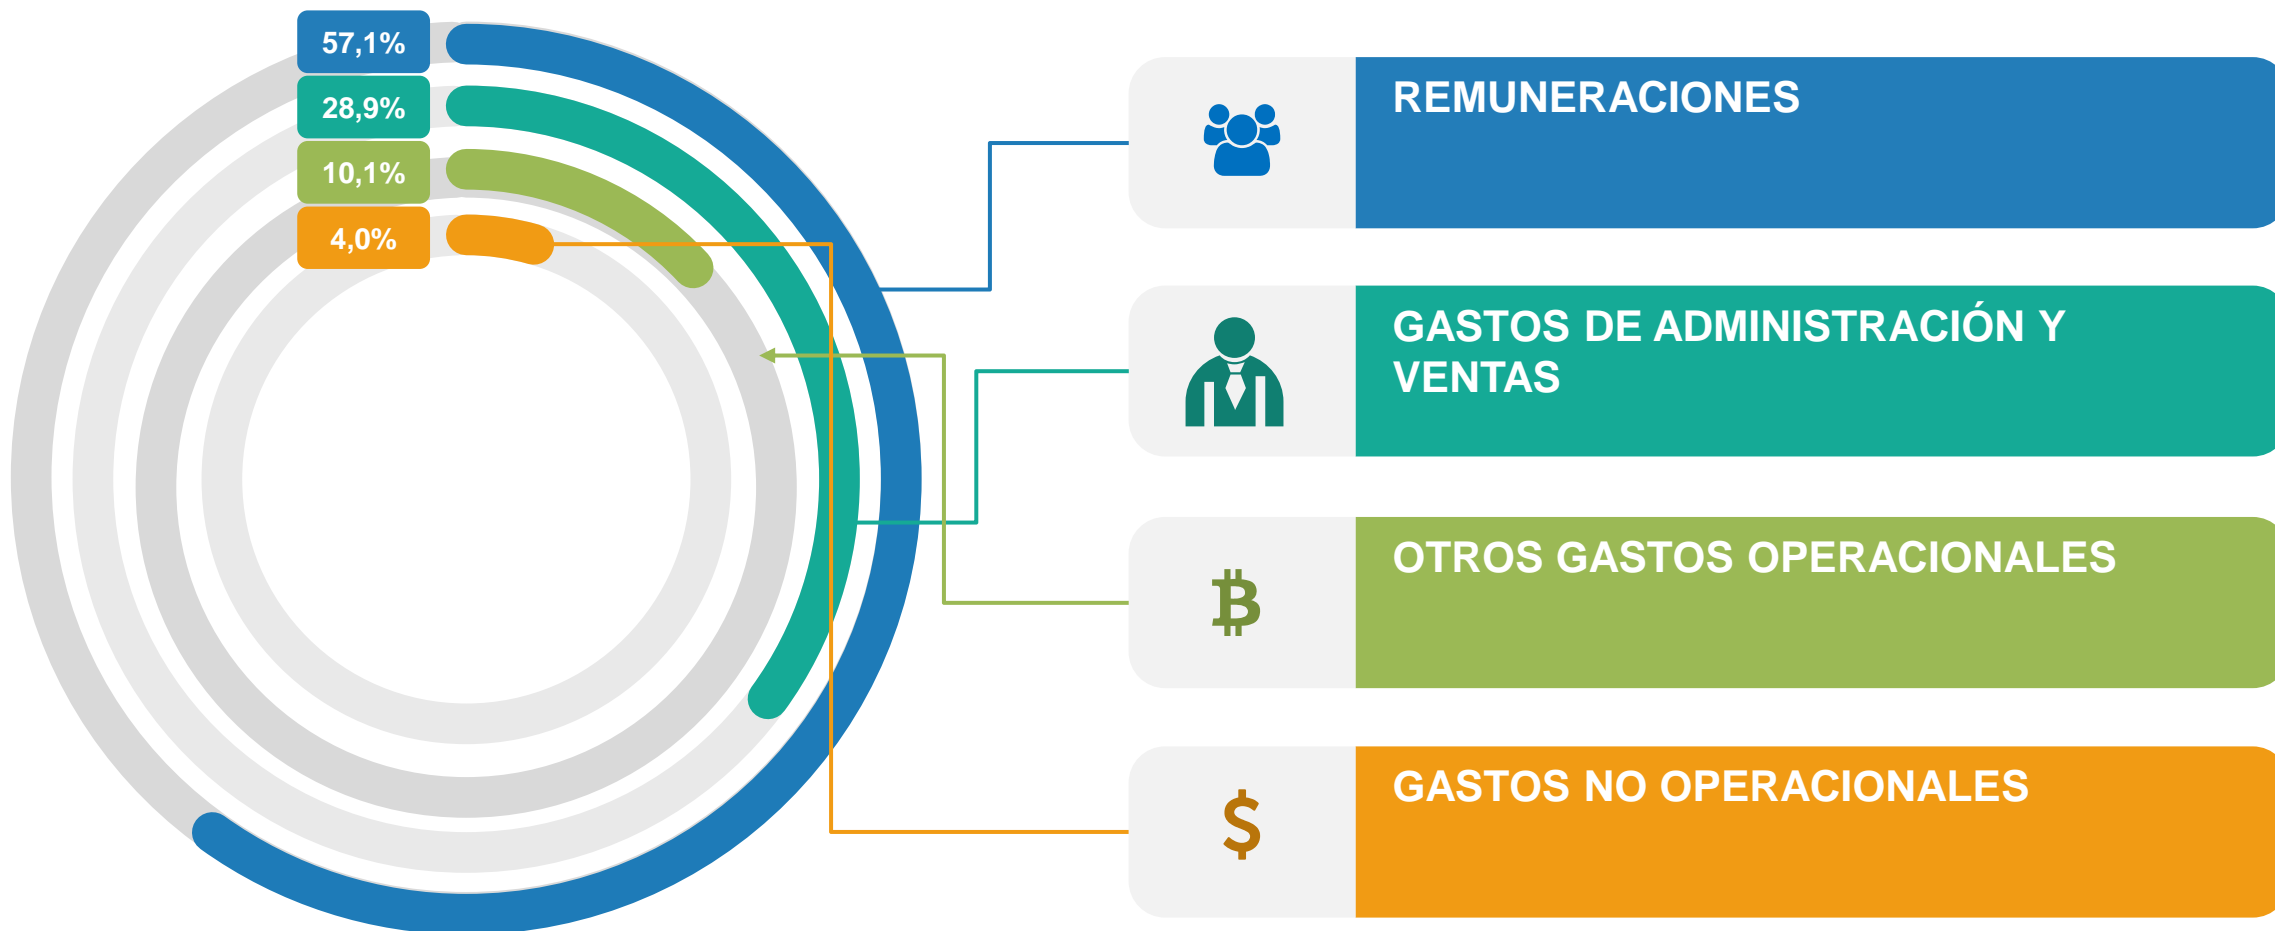 57,1%
28,9%
10,1%
4,0%
REMUNERACIONES
GASTOS DE ADMINISTRACIÓN Y
VENTAS
OTROS GASTOS OPERACIONALES
GASTOS NO OPERACIONALES